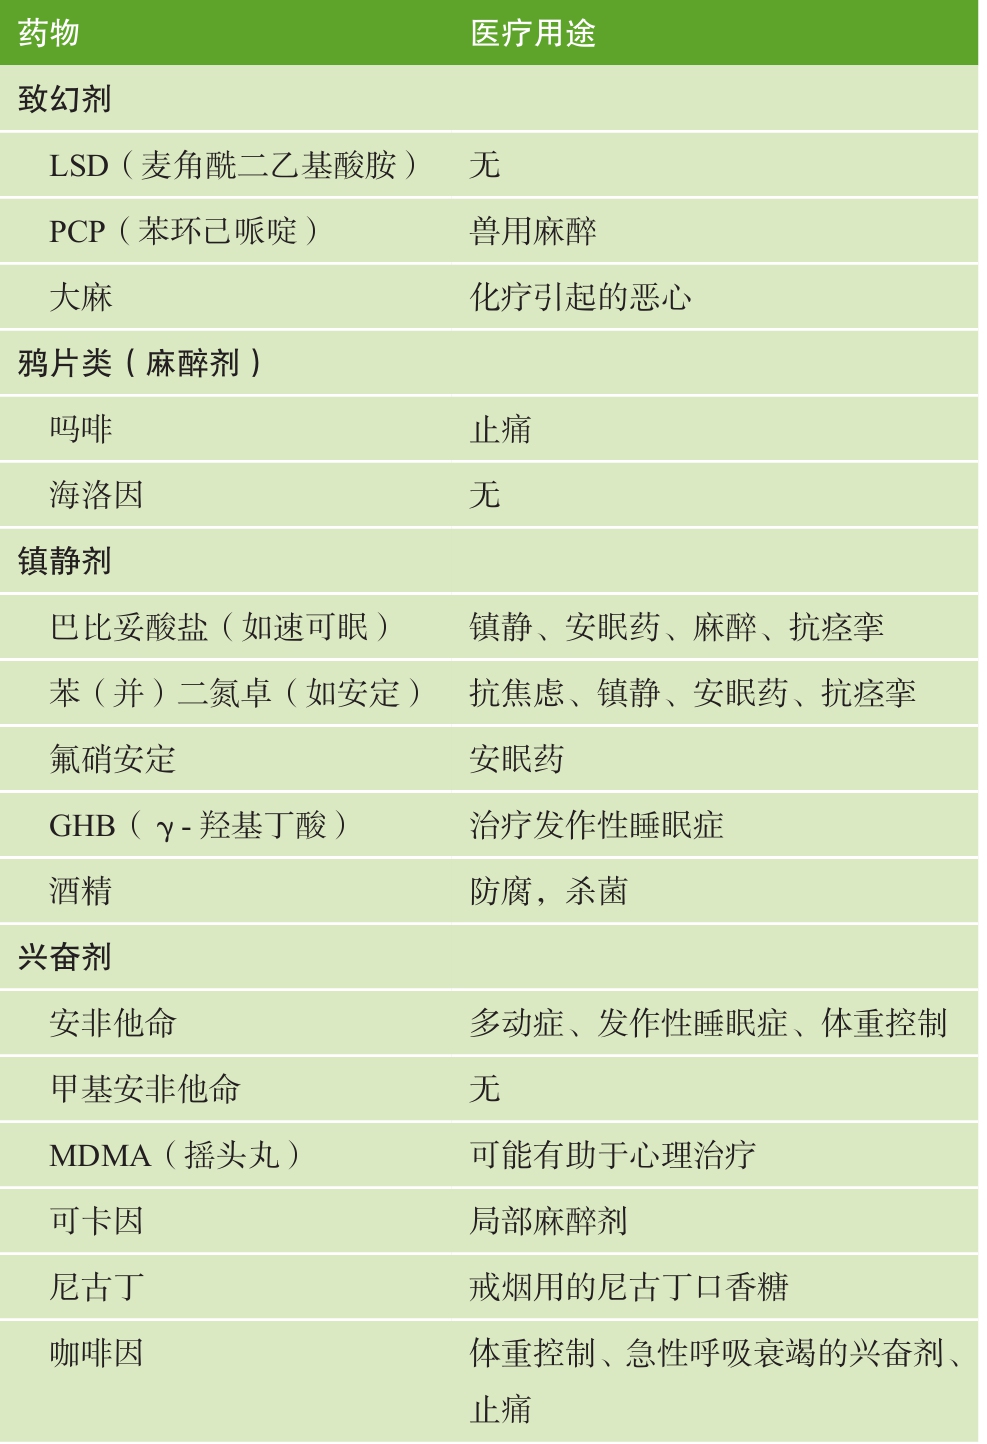 药物 医疗用途
致幻剂
LSD（麦角酰二乙基酸胺） 无
PCP（苯环己哌啶） 兽用麻醉
大麻 化疗引起的恶心
鸦片类（麻醉剂）
吗啡 止痛
海洛因 无
镇静剂
巴比妥酸盐（如速可眠） 镇静、安眠药、麻醉、抗痉挛
苯（并）二氮卓（如安定） 抗焦虑、镇静、安眠药、抗痉挛
氟硝安定 安眠药
GHB（γ-羟基丁酸） 治疗发作性睡眠症
酒精 防腐，杀菌
兴奋剂
安非他命 多动症、发作性睡眠症、体重控制
甲基安非他命 无
MDMA（摇头丸） 可能有助于心理治疗
可卡因 局部麻醉剂
尼古丁 戒烟用的尼古丁口香糖
咖啡因 体重控制、急性呼吸衰竭的兴奋剂、
止痛